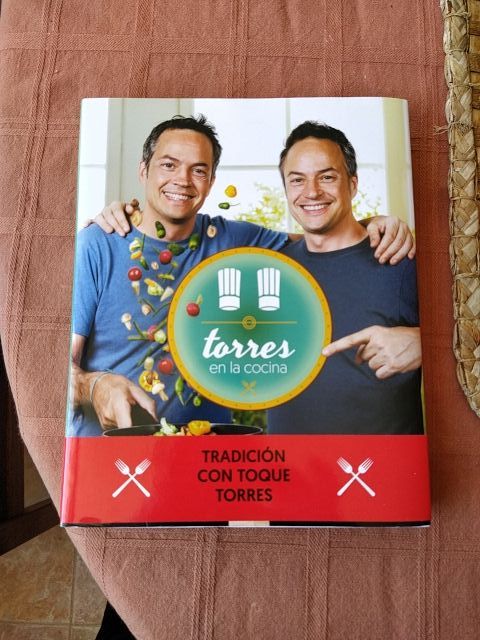 torres
en la cocina
TRADICIÓN
CON TOQUE
TORRES